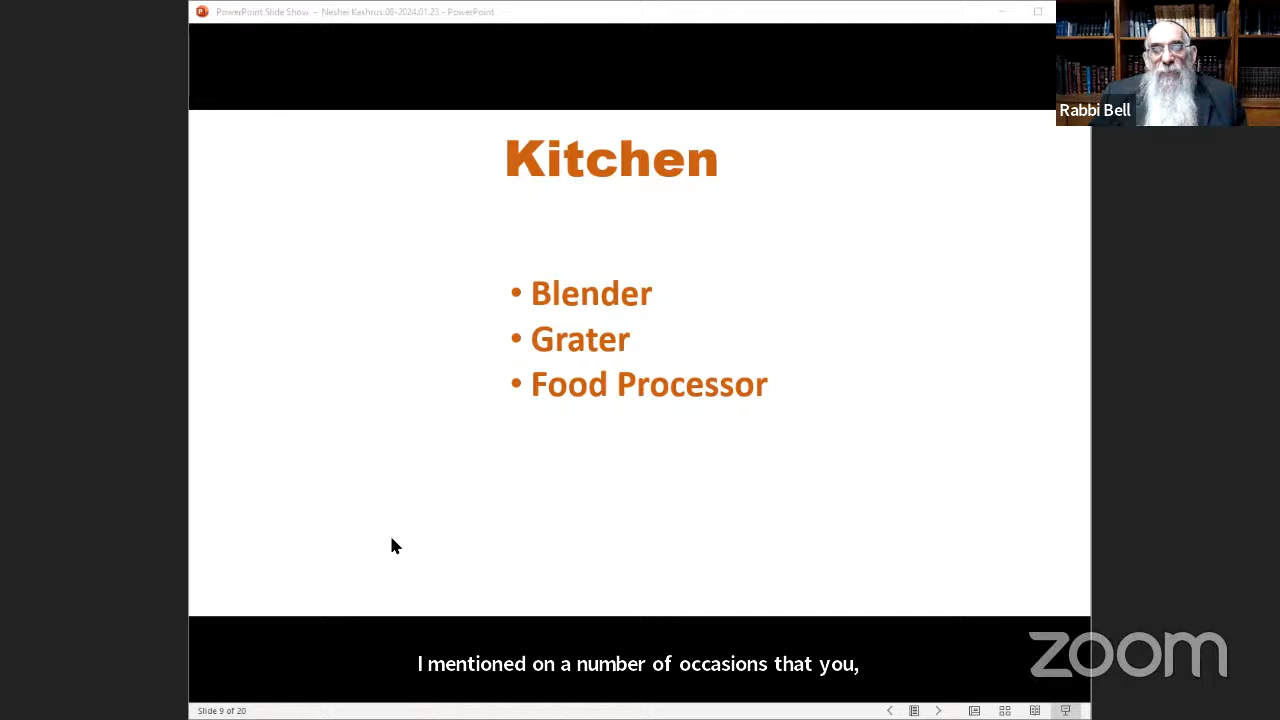 PowerPoint Slide Show - Neshei Kashrus.08-2024.01.23 - PowerPoint
Rabbi Bell
Kitchen
• Blender
• Grater
• Food Processor
I mentioned on a number of occasions that you,
zoom
Slide 9 of 20